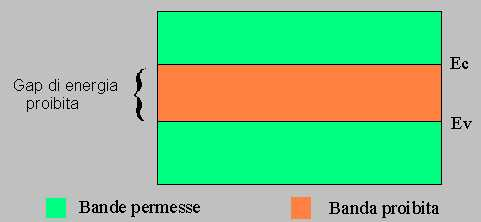 Ec
Gap di energia
proibita
Ev
Bande permesse
Banda proibita